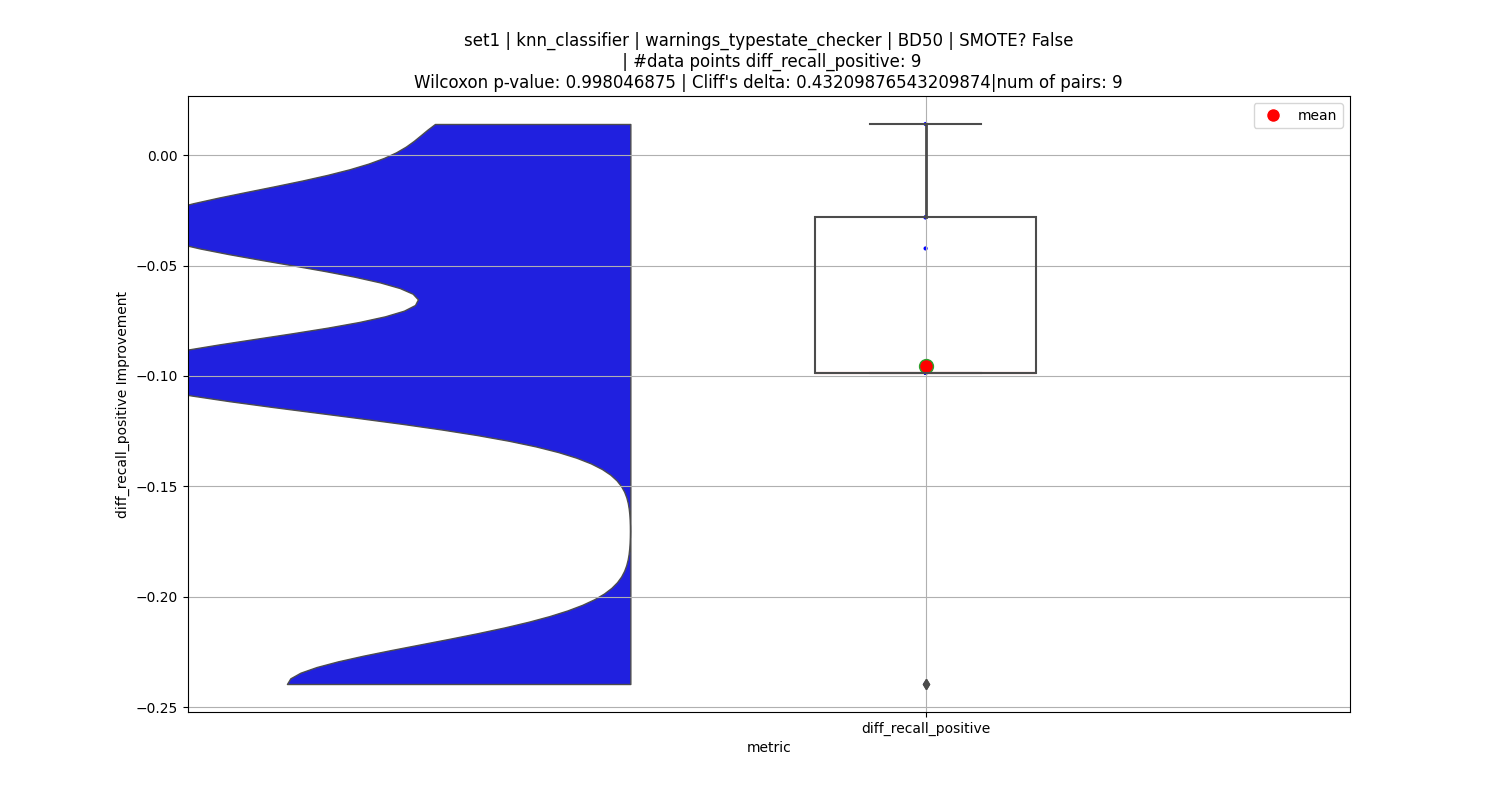 set1 | knn_classifier | warnings_typestate_checker | BD50 | SMOTE? False
| #data points diff_recall_positive: 9
Wilcoxon p-value: 0.998046875 | Cliff's delta: 0.43209876543209874|num of pairs: 9
mean
0.00
−0.05
−0.10
−0.15
−0.20
−0.25
diff_recall_positive Improvement
diff_recall_positive
metric